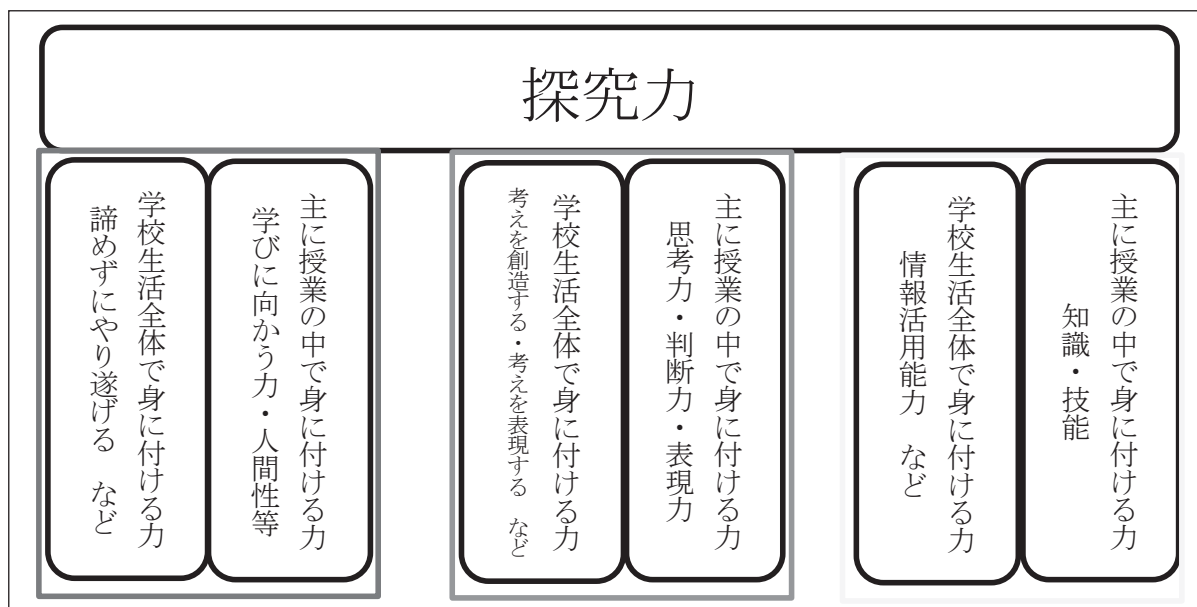 探究力
主に授業の中で身に付ける力
知識・技能
学校生活全体で身に付ける力
情報活用能力　など
主に授業の中で身に付ける力
思考力・判断力・表現力
学校生活全体で身に付ける力
考えを創造する・考えを表現する　など
主に授業の中で身に付ける力
学びに向かう力・人間性等
学校生活全体で身に付ける力
諦めずにやり遂げる　など